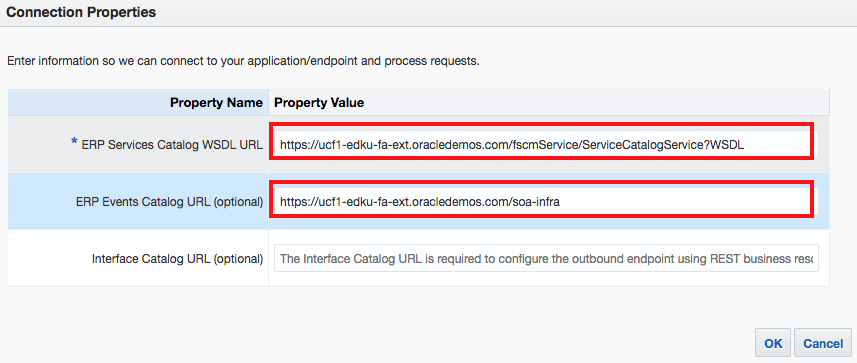 Connection Properties
Enter information so we can connect to your application/endpoint and process requests.
Property Name Property Value
* ERP Services Catalog WSDL URL https://ucf1-edku-fa-ext.oracledemos.com/fscmService/ServiceCatalogService?WSDL
ERP Events Catalog URL (optional) https://ucf1-edku-fa-ext.oracledemos.com/soa-infra
Interface Catalog URL (optional) The Interface Catalog URL is required to configure the outbound endpoint using REST business
OK Cancel